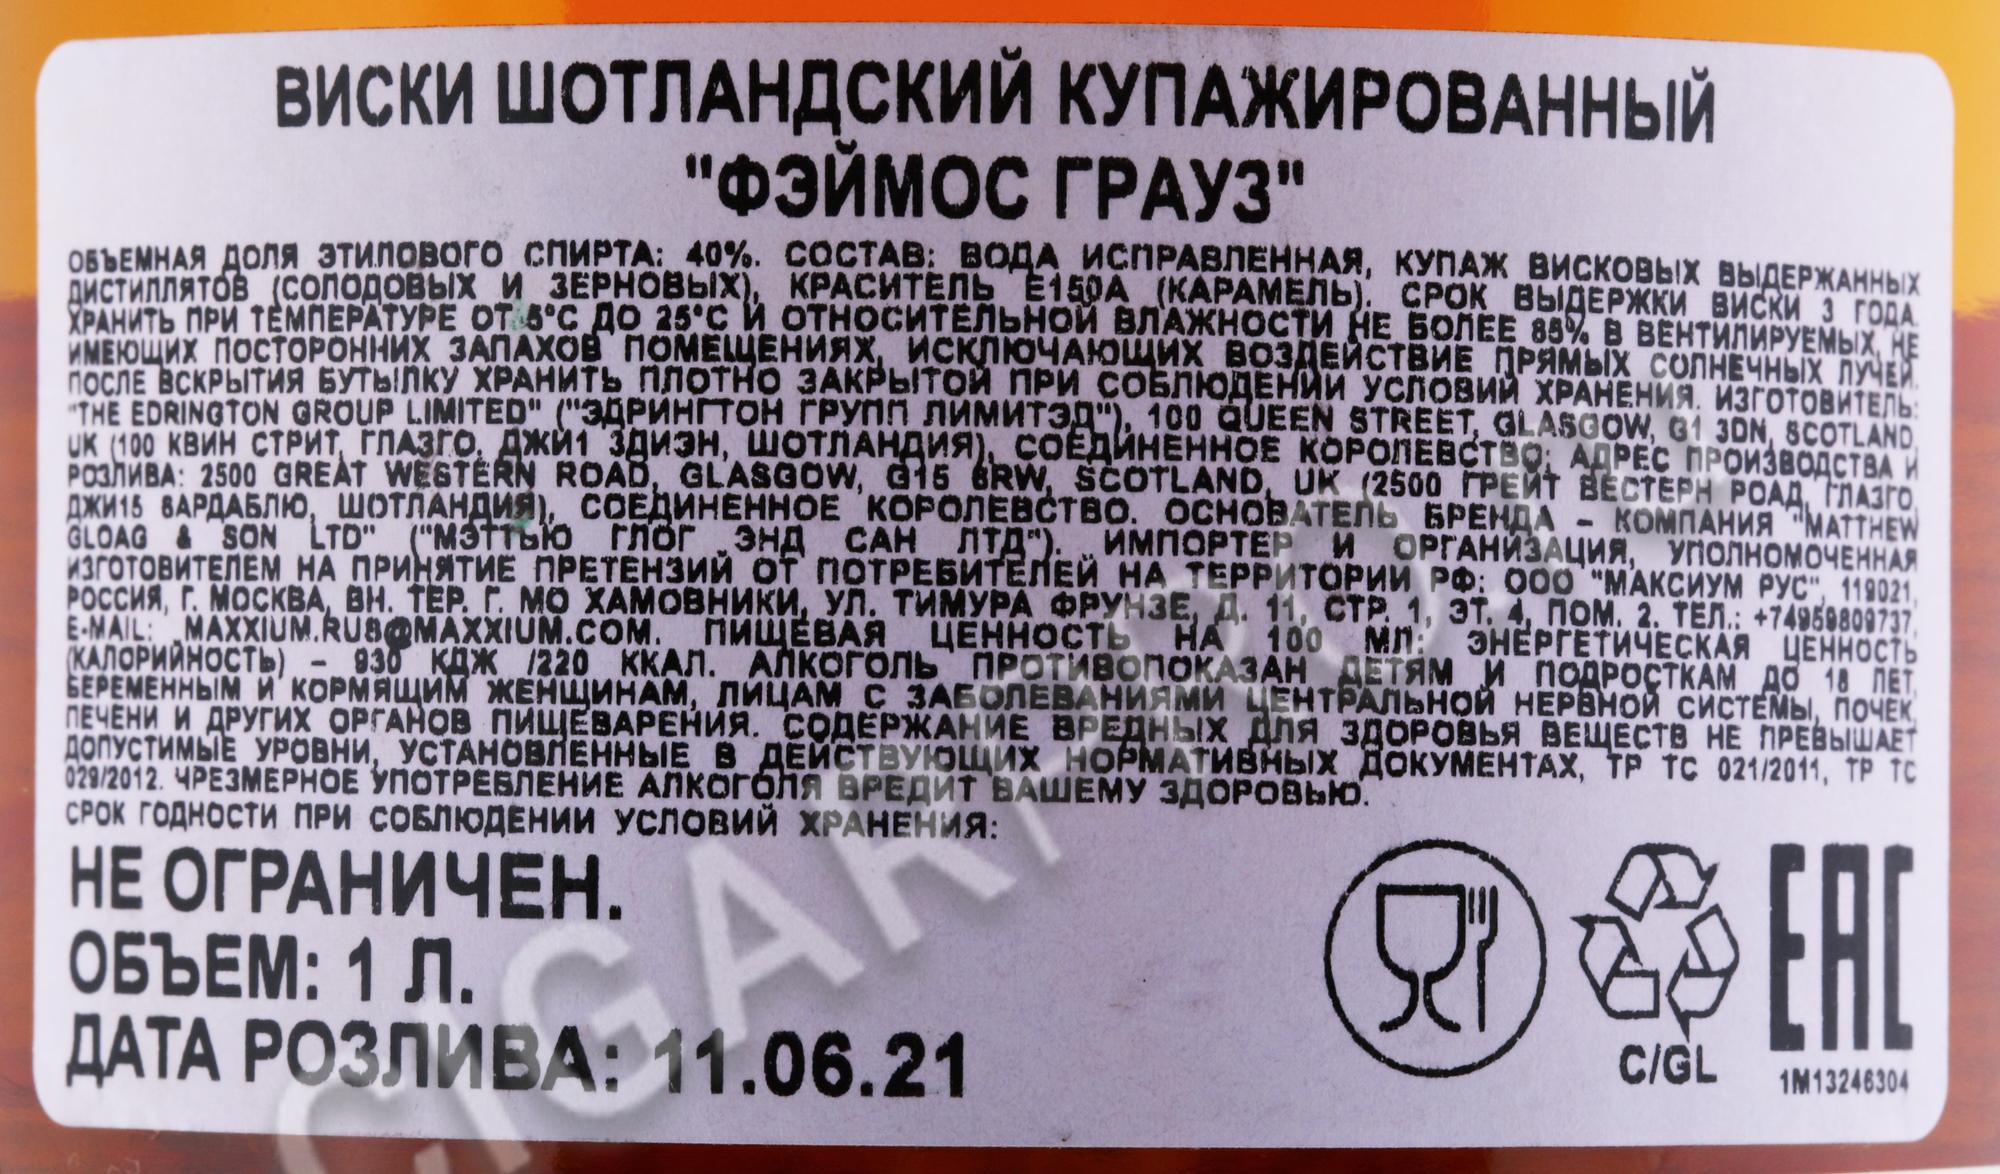 ВИСКИ ШОТЛАНДСКИЙ КУПАЖИРОВАННЫЙ
"ФЭЙМОС ГРАУЗ"
ОБЪЕМНАЯ ДОЛЯ ЭТИЛОВОГО СПИРТА: 40%. СОСТАВ: ВОДА ИСПРАВЛЕННАЯ, КУПАЖ ВИСКОВЫХ ВЫДЕРЖАННЫХ
ДИСТИЛЛЯТОВ (СОЛОДОВЫХ И ЗЕРНОВЫХ), КРАСИТЕЛЬ Е150А (КАРАМЕЛЬ). СРОК ВЫДЕРЖКИ ВИСКИ 3 ГОДА.
ХРАНИТЬ ПРИ ТЕМПЕРАТУРЕ ОТ 5°С ДО 25°С И ОТНОСИТЕЛЬНОЙ ВЛАЖНОСТИ НЕ БОЛЕЕ 85% В ВЕНТИЛИРУЕМЫХ, НЕ
ИМЕЮЩИХ ПОСТОРОННИХ ЗАПАХОВ ПОМЕЩЕНИЯХ, ИСКЛЮЧАЮЩИХ ВОЗДЕЙСТВИЕ ПРЯМЫХ СОЛНЕЧНЫХ ЛУЧЕЙ.
ПОСЛЕ ВСКРЫТИЯ БУТЫЛКУ ХРАНИТЬ ПЛОТНО ЗАКРЫТОЙ ПРИ СОБЛЮДЕНИИ УСЛОВИЙ ХРАНЕНИЯ. ИЗГОТОВИТЕЛЬ:
"THE EDRINGTON GROUP LIMITED" ("ЭДРИНГТОН ГРУПП ЛИМИТЭД"), 100 QUEEN STREET, GLASGOW, G1 3DN, SCOTLAND,
UK (100 КВИН СТРИТ, ГЛАЗГО, ДЖИ1 3ДИЭН, ШОТЛАНДИЯ), СОЕДИНЕННОЕ КОРОЛЕВСТВО; АДРЕС ПРОИЗВОДСТВА И
РОЗЛИВА: 2500 GREAT WESTERN ROAD, GLASGOW, G15 6RW, SCOTLAND, UK (2500 ГРЕЙТ ВЕСТЕРН РОАД, ГЛАЗГО,
ДЖИ15 6АРДАБЛЮ, ШОТЛАНДИЯ), СОЕДИНЕННОЕ КОРОЛЕВСТВО. ОСНОВАТЕЛЬ БРЕНДА – КОМПАНИЯ "MATTHEW
GLOAG & SON LTD" ("МЭТТЬЮ ГЛОГ ЭНД САН ЛТД"). ИМПОРТЕР И ОРГАНИЗАЦИЯ, УПОЛНОМОЧЕННАЯ
ИЗГОТОВИТЕЛЕМ НА ПРИНЯТИЕ ПРЕТЕНЗИЙ ОТ ПОТРЕБИТЕЛЕЙ НА ТЕРРИТОРИИ РФ: ООО "МАКСИУМ РУС", 119021,
РОССИЯ, Г. МОСКВА, ВН. ТЕР. Г. МО ХАМОВНИКИ, УЛ. ТИМУРА ФРУНЗЕ, Д. 11, СТР. 1, ЭТ. 4, ПОМ. 2. ТЕЛ.: +74959809737,
E-MAIL: MAXXIUM.RUS@MAXXIUM.COM. ПИЩЕВАЯ ЦЕННОСТЬ НА 100 МЛ: ЭНЕРГЕТИЧЕСКАЯ ЦЕННОСТЬ
(КАЛОРИЙНОСТЬ) – 930 КДЖ /220 ККАЛ. АЛКОГОЛЬ ПРОТИВОПОКАЗАН ДЕТЯМ И ПОДРОСТКАМ ДО 18 ЛЕТ,
БЕРЕМЕННЫМ И КОРМЯЩИМ ЖЕНЩИНАМ, ЛИЦАМ С ЗАБОЛЕВАНИЯМИ ЦЕНТРАЛЬНОЙ НЕРВНОЙ СИСТЕМЫ, ПОЧЕК,
ПЕЧЕНИ И ДРУГИХ ОРГАНОВ ПИЩЕВАРЕНИЯ. СОДЕРЖАНИЕ ВРЕДНЫХ ДЛЯ ЗДОРОВЬЯ ВЕЩЕСТВ НЕ ПРЕВЫШАЕТ
ДОПУСТИМЫЕ УРОВНИ, УСТАНОВЛЕННЫЕ В ДЕЙСТВУЮЩИХ НОРМАТИВНЫХ ДОКУМЕНТАХ, ТР ТС 021/2011, ТР ТС
029/2012. ЧРЕЗМЕРНОЕ УПОТРЕБЛЕНИЕ АЛКОГОЛЯ ВРЕДИТ ВАШЕМУ ЗДОРОВЬЮ.
СРОК ГОДНОСТИ ПРИ СОБЛЮДЕНИИ УСЛОВИЙ ХРАНЕНИЯ:
НЕ ОГРАНИЧЕН.
ОБЪЕМ: 1 Л.
ДАТА РОЗЛИВА: 11.06.21
C/GL
EAC
1M13246304
CIGARPRO.RU